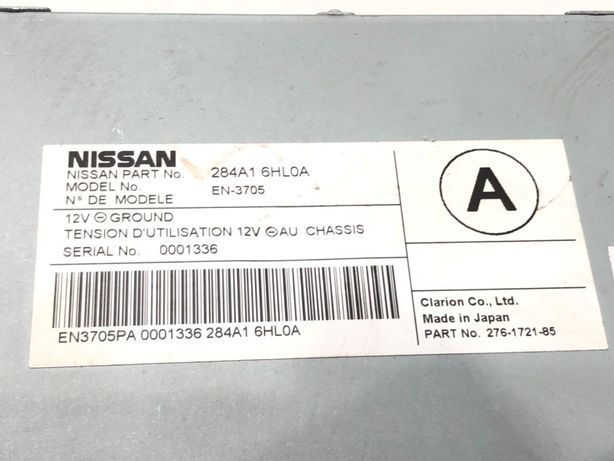 NISSAN
NISSAN PART No. 284A1 6HL0A
MODEL No. EN-3705
N° DE MODELE
12V ⊖ GROUND
TENSION D'UTILISATION 12V ⊖ AU CHASSIS
SERIAL No. 0001336
EN3705PA 0001336 284A1 6HL0A
A
Clarion Co., Ltd.
Made in Japan
PART No. 276-1721-85